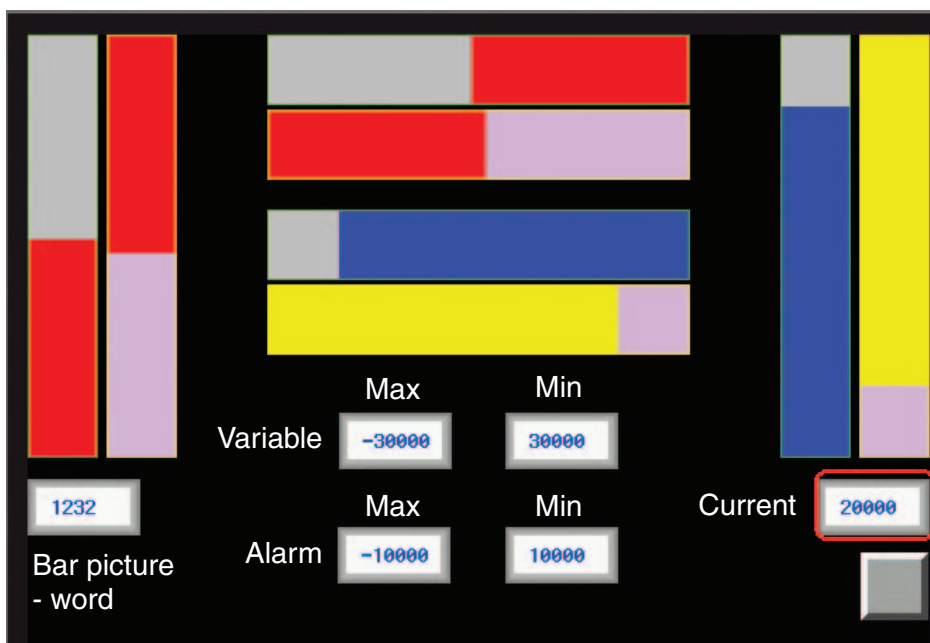 Max Min
Variable -30000 30000
1232 Max Min Current 20000
Alarm -10000 10000
Bar picture
- word